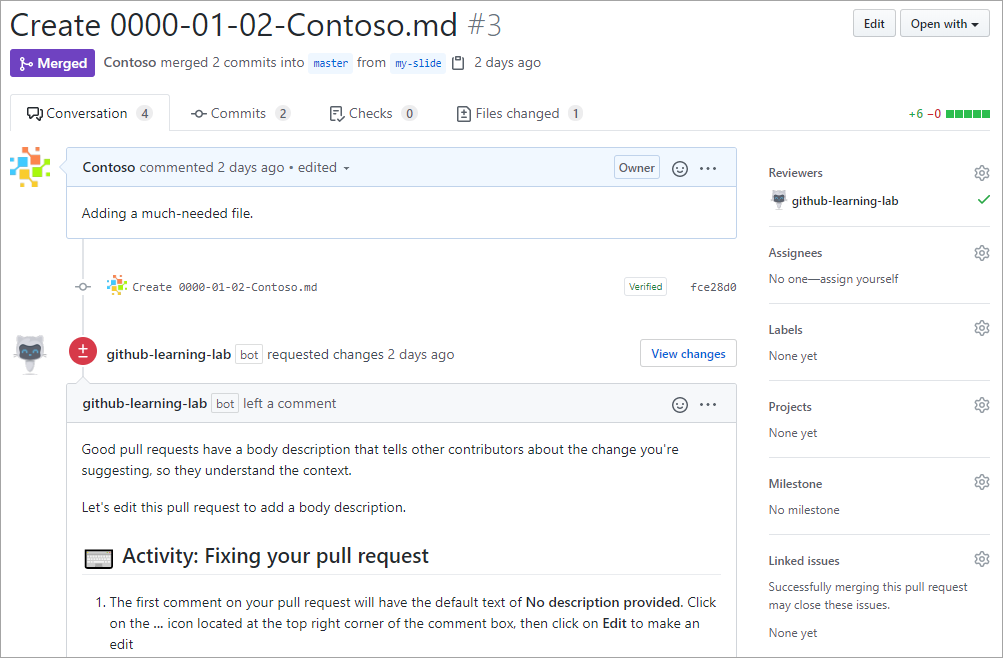 Create 0000-01-02-Contoso.md #3
Edit
Open with
Merged
Contoso merged 2 commits into master from my-slide 2 days ago
Conversation 4
Commits 2
Checks 0
Files changed 1
+6 −0
Contoso commented 2 days ago • edited
Owner
Adding a much-needed file.
Create 0000-01-02-Contoso.md
Verified
fce28d0
github-learning-lab bot requested changes 2 days ago
View changes
github-learning-lab bot left a comment
Good pull requests have a body description that tells other contributors about the change you're
suggesting, so they understand the context.
Let's edit this pull request to add a body description.
Activity: Fixing your pull request
1. The first comment on your pull request will have the default text of No description provided. Click
on the ... icon located at the top right corner of the comment box, then click on Edit to make an
edit
Reviewers
github-learning-lab
Assignees
No one—assign yourself
Labels
None yet
Projects
None yet
Milestone
No milestone
Linked issues
Successfully merging this pull request
may close these issues.
None yet